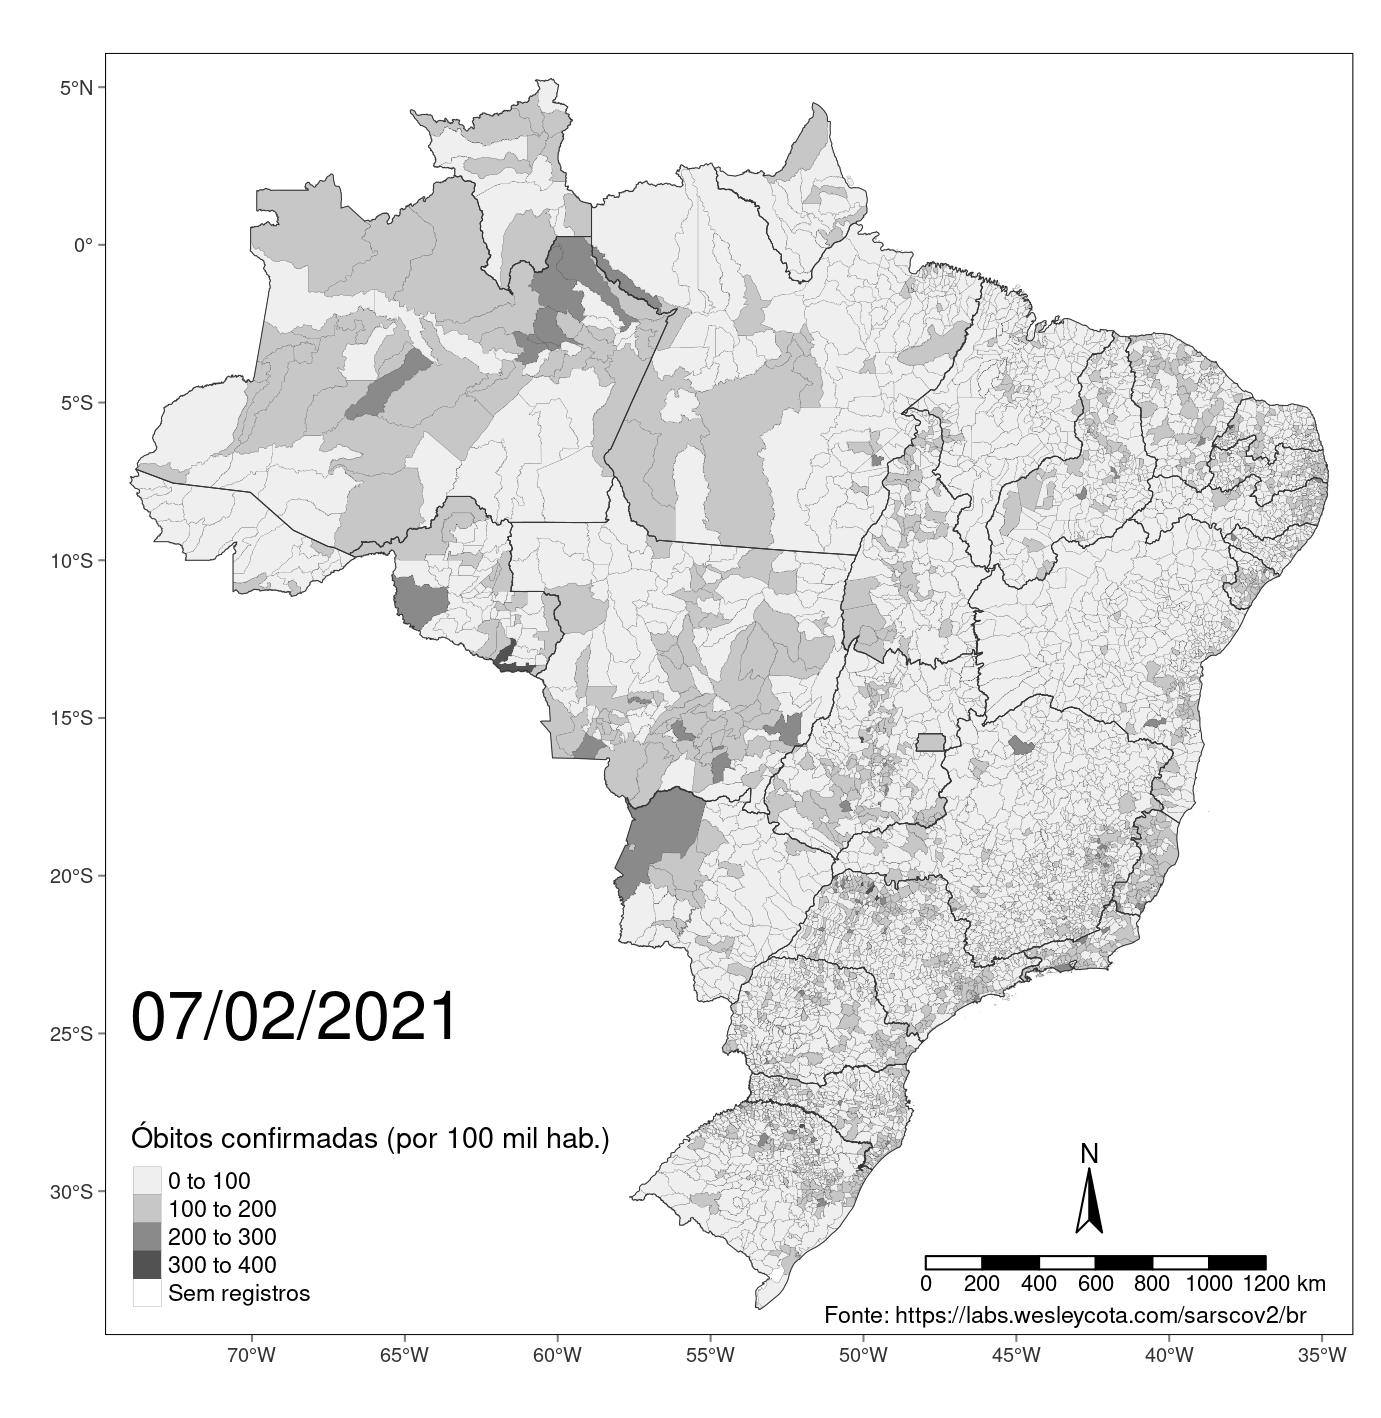 5°N
0°
5°S
10°S
15°S
20°S
25°S
30°S
07/02/2021
Óbitos confirmadas (por 100 mil hab.)
0 to 100
100 to 200
200 to 300
300 to 400
Sem registros
N
0 200 400 600 800 1000 1200 km
Fonte: https://labs.wesleycota.com/sarscov2/br
70°W 65°W 60°W 55°W 50°W 45°W 40°W 35°W